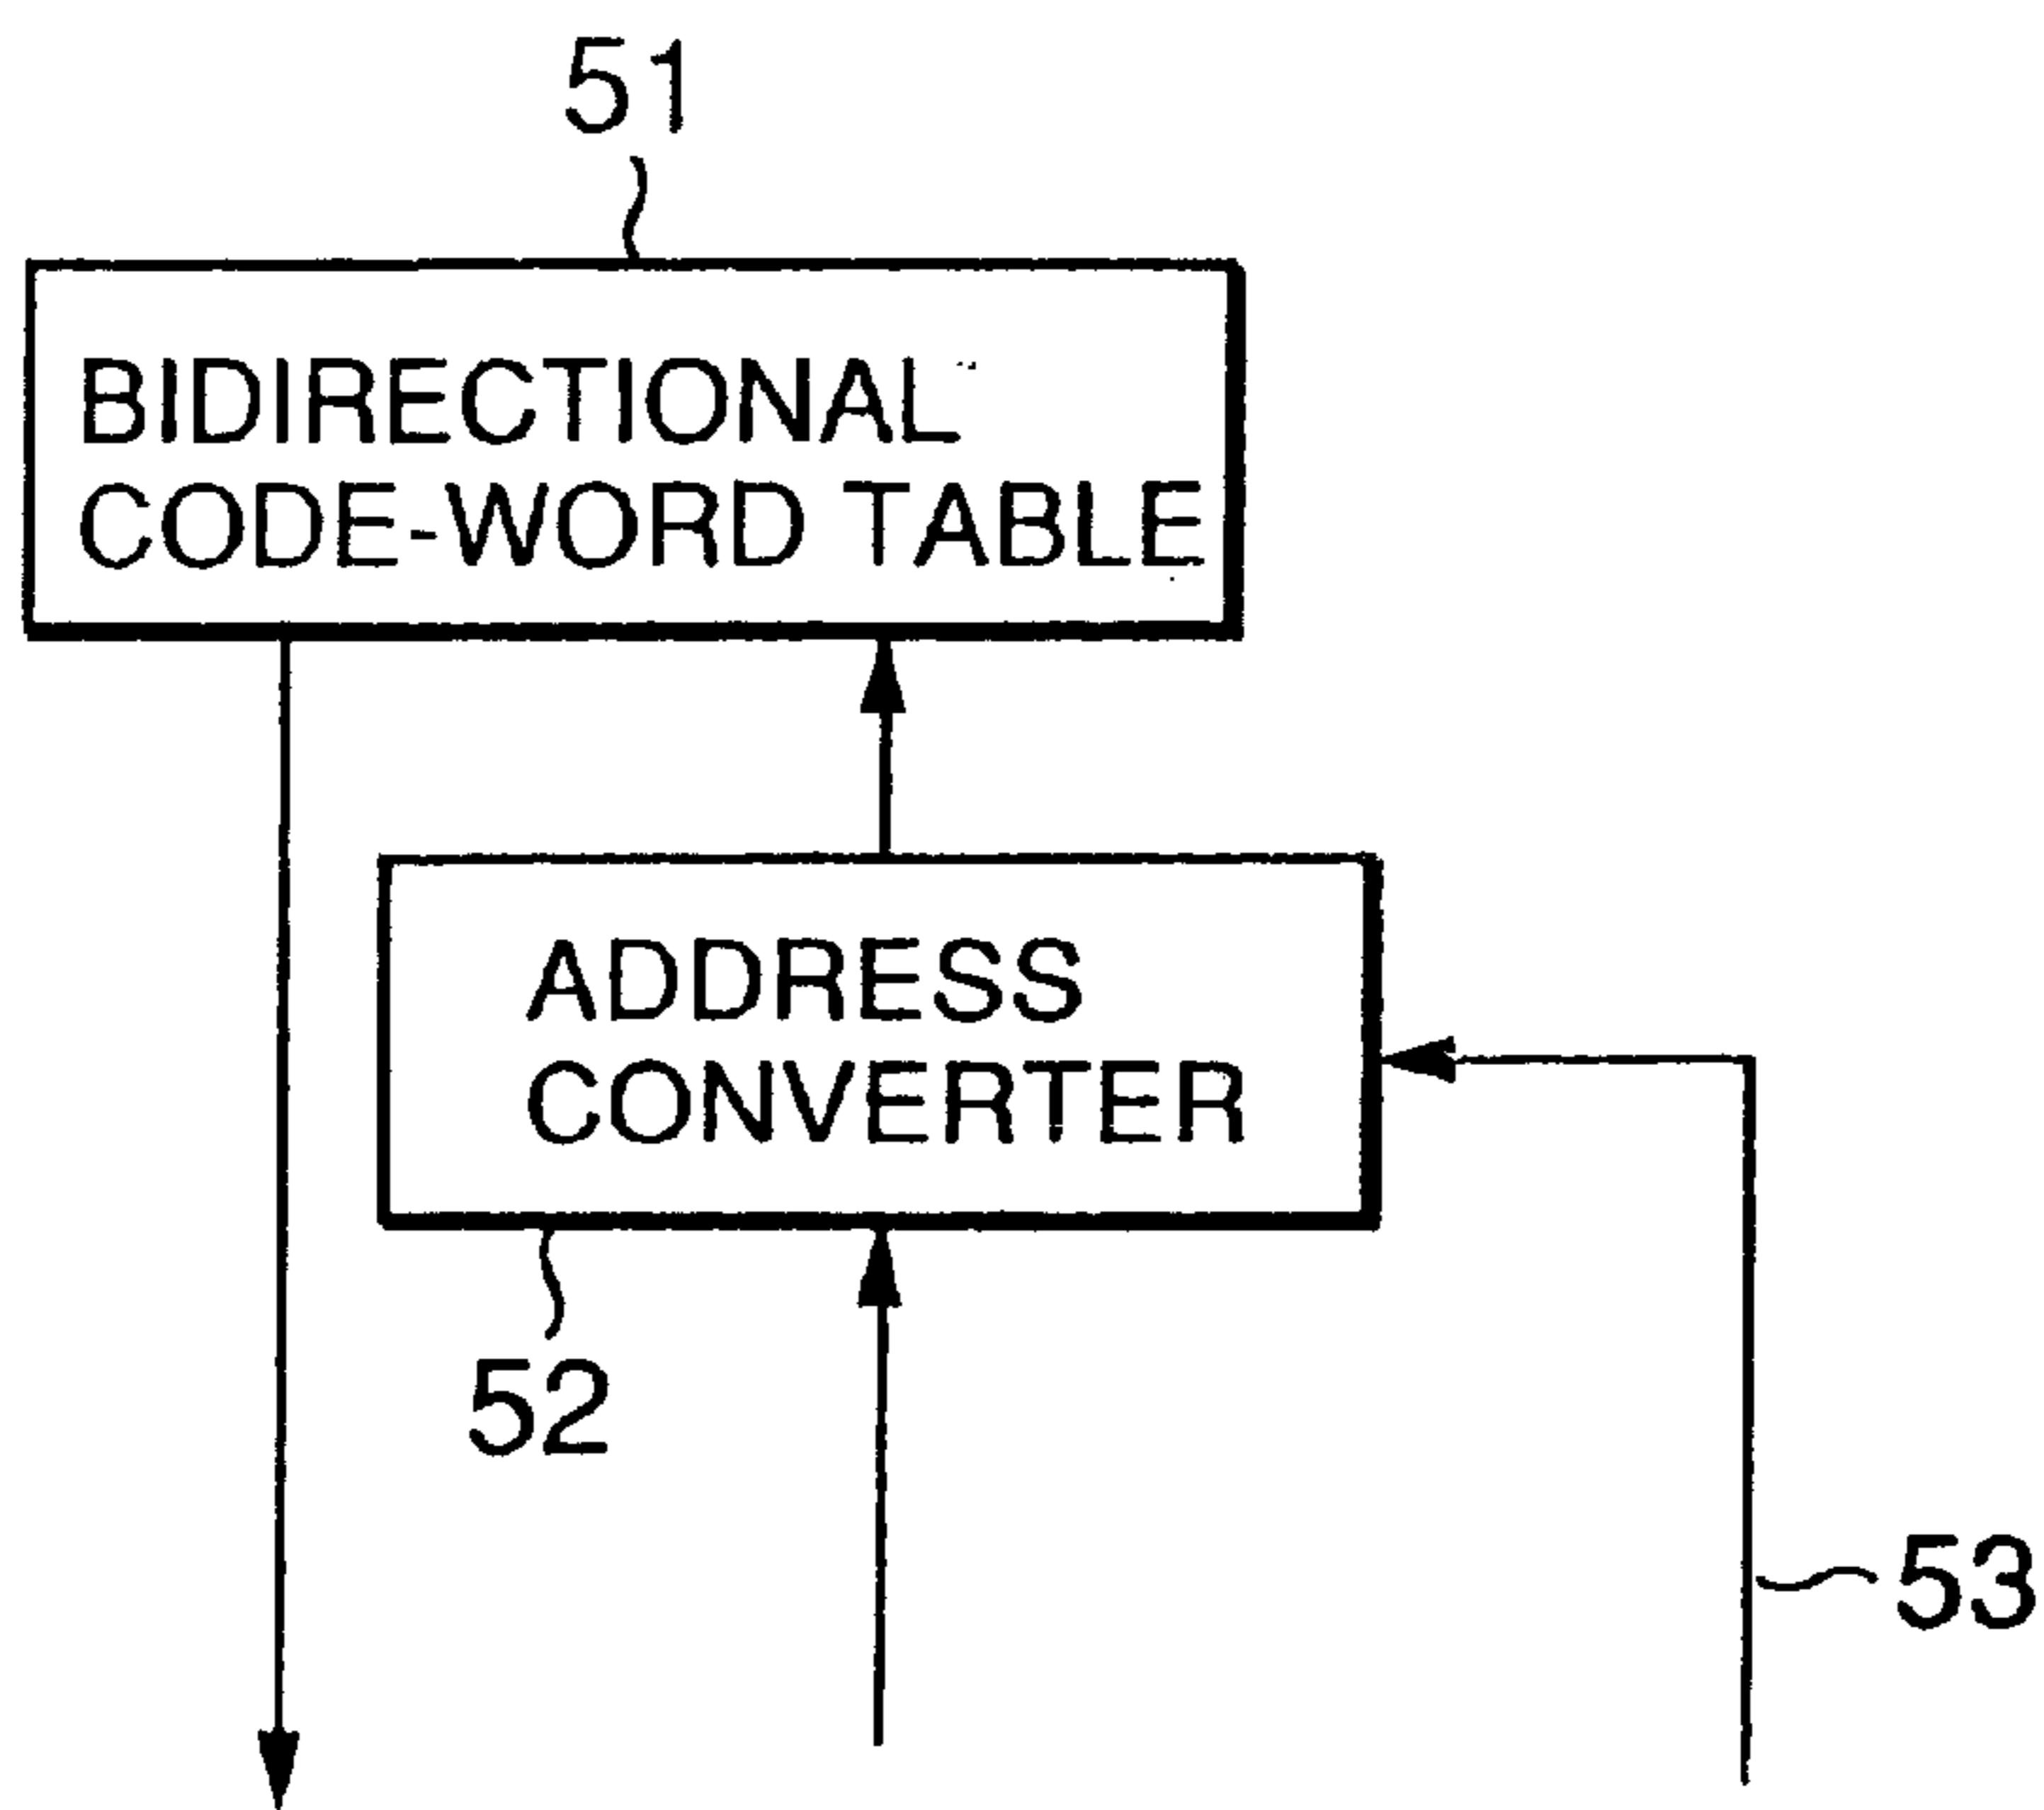 51
BIDIRECTIONAL
CODE-WORD TABLE
ADDRESS
CONVERTER
52
53